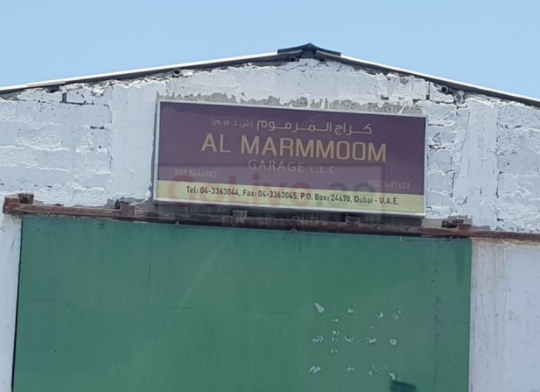 كراج المرموم (ش.ذ.م.م)
AL MARMMOOM
GARAGE L.L.C
Tel: 04-3363044, Fax: 04-3363045, P.O. Box: 24678, Dubai - U.A.E.